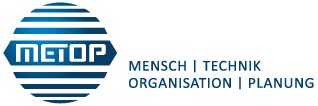 METOP
MENSCH | TECHNIK
ORGANISATION | PLANUNG